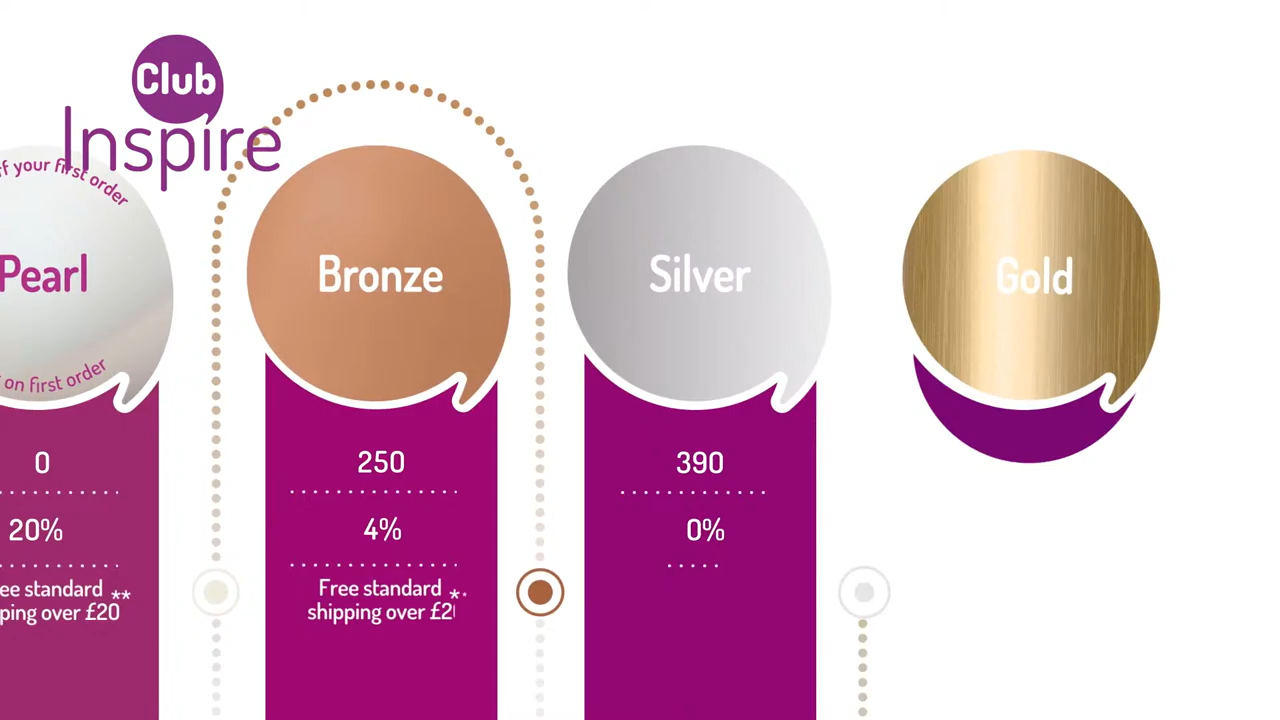 Club
Inspire
ff your first order
Pearl
on first order
0
20%
ee standard **
ping over £20
Bronze
250
4%
Free standard **
shipping over £2
Silver
390
0%
Gold